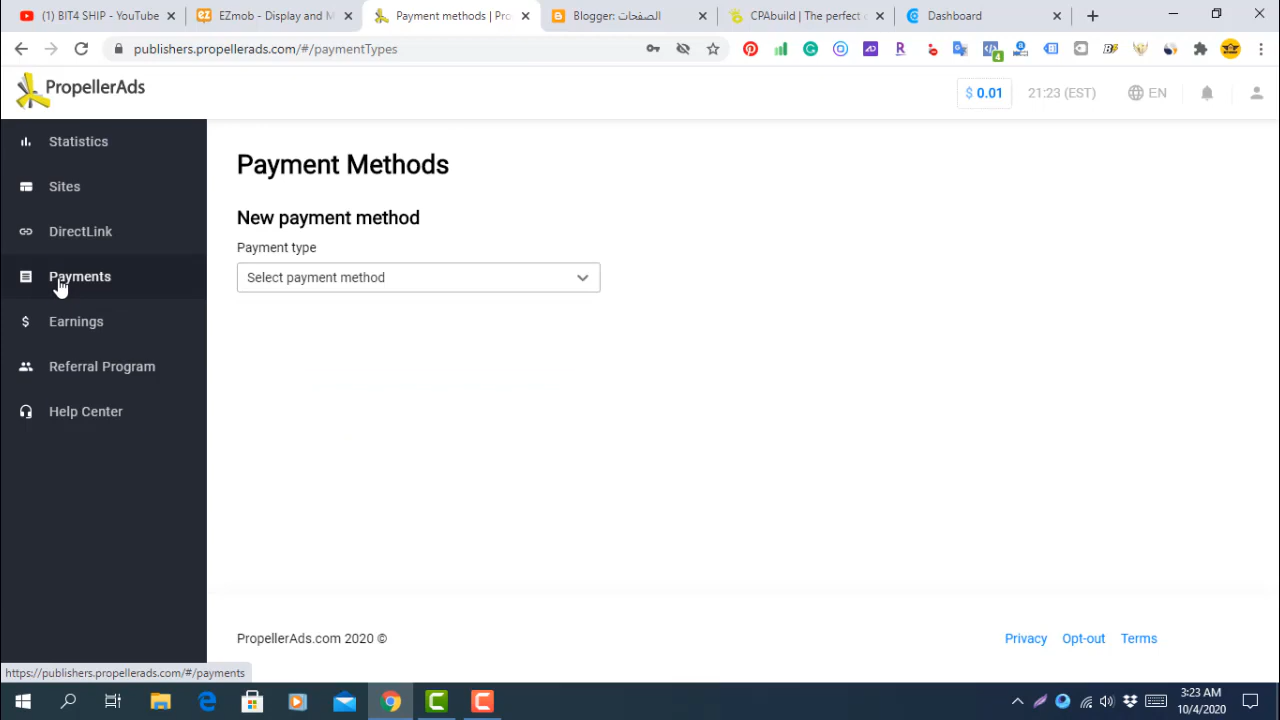 (1) BIT4 SHIP - YouTube
EZmob - Display and M
Payment methods | Pro
Blogger: الصفحات
CPAbuild | The perfect c
Dashboard
publishers.propellerads.com/#/paymentTypes
4
PropellerAds
$ 0.01
21:23 (EST)
EN
Statistics
Sites
DirectLink
Payments
Earnings
Referral Program
Help Center
Payment Methods
New payment method
Payment type
Select payment method
PropellerAds.com 2020 ©
Privacy
Opt-out
Terms
https://publishers.propellerads.com/#/payments
3:23 AM
10/4/2020